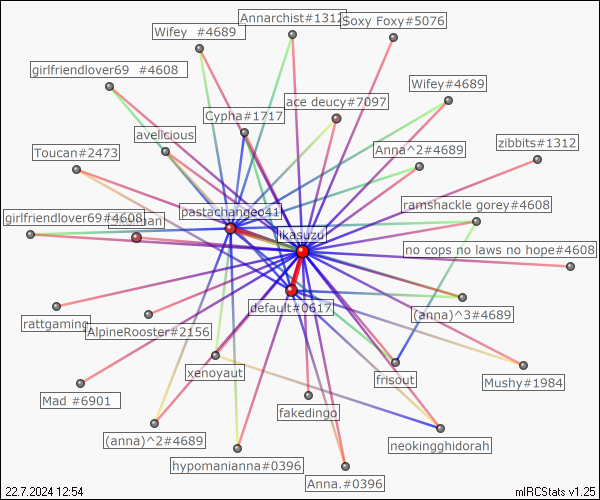 Annarchist#1312
Soxy Foxy#5076
Wifey  #4689
girlfriendlover69  #4608
Wifey#4689
ace deucy#7097
Cypha#1717
avelicious
zibbits#1312
Anna^2#4689
Toucan#2473
ramshackle gorey#4608
pastachangeo41
girlfriendlover69#4608
likasuzu
no cops no laws no hope#4608
default#0617
(anna)^3#4689
rattgaming
AlpineRooster#2156
xenoyaut
frisout
Mushy#1984
Mad #6901
fakedingo
(anna)^2#4689
neokingghidorah
hypomanianna#0396
Anna.#0396
22.7.2024 12:54
mIRCStats v1.25